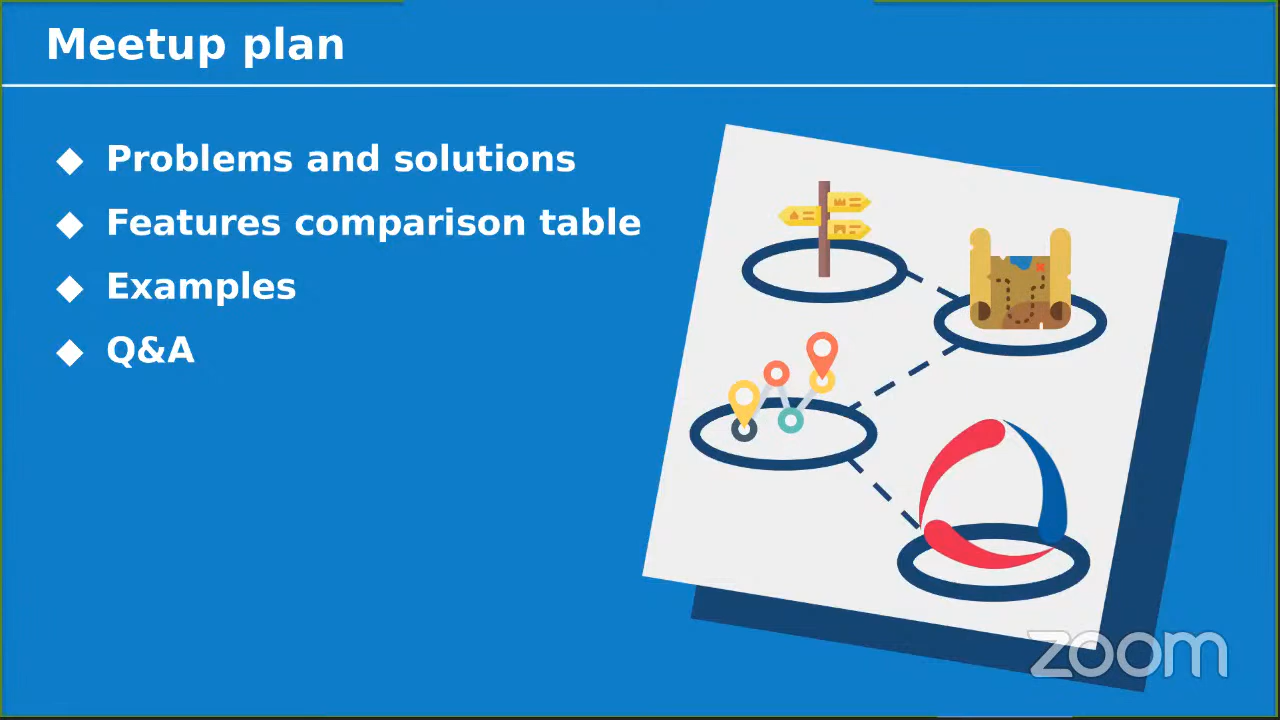 Meetup plan
◆ Problems and solutions
◆ Features comparison table
◆ Examples
◆ Q&A
zoom